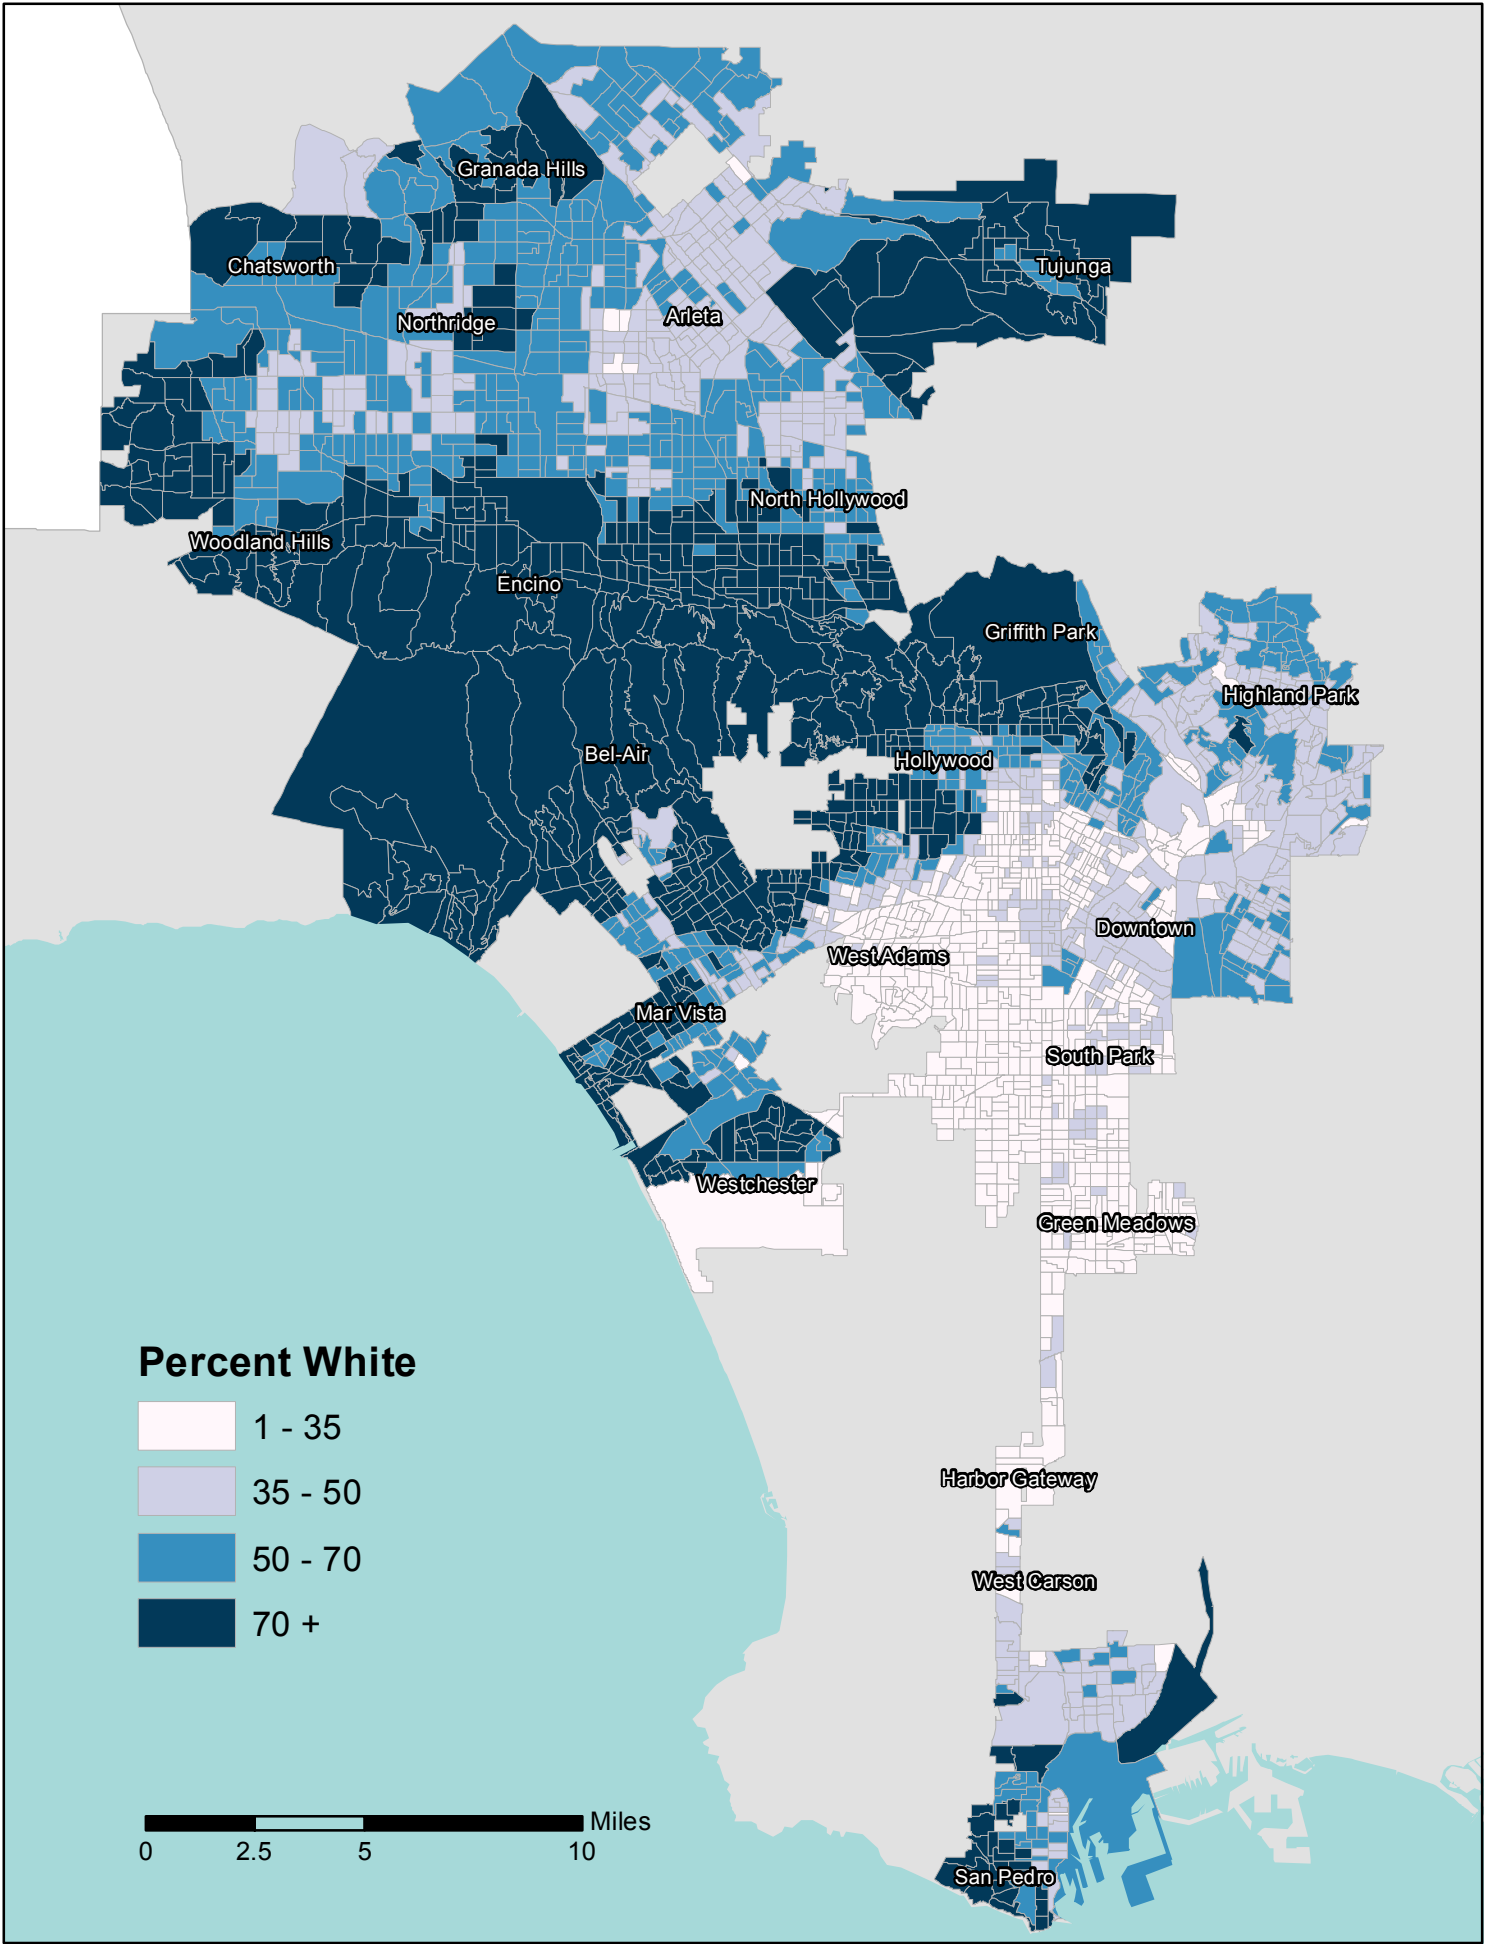 Granada Hills
Chatsworth
Tujunga
Northridge
Arleta
North Hollywood
Woodland Hills
Encino
Griffith Park
Highland Park
Bel-Air
Hollywood
Downtown
West Adams
Mar Vista
South Park
Westchester
Green Meadows
Percent White
1 - 35
35 - 50
50 - 70
70 +
Harbor Gateway
West Carson
Miles
0 2.5 5 10
San Pedro